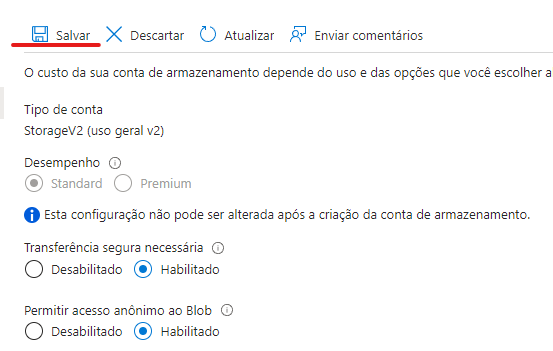 Salvar Descartar Atualizar Enviar comentários
O custo da sua conta de armazenamento depende do uso e das opções que você escolher a
Tipo de conta
StorageV2 (uso geral v2)
Desempenho
Standard Premium
Esta configuração não pode ser alterada após a criação da conta de armazenamento.
Transferência segura necessária
Desabilitado Habilitado
Permitir acesso anônimo ao Blob
Desabilitado Habilitado